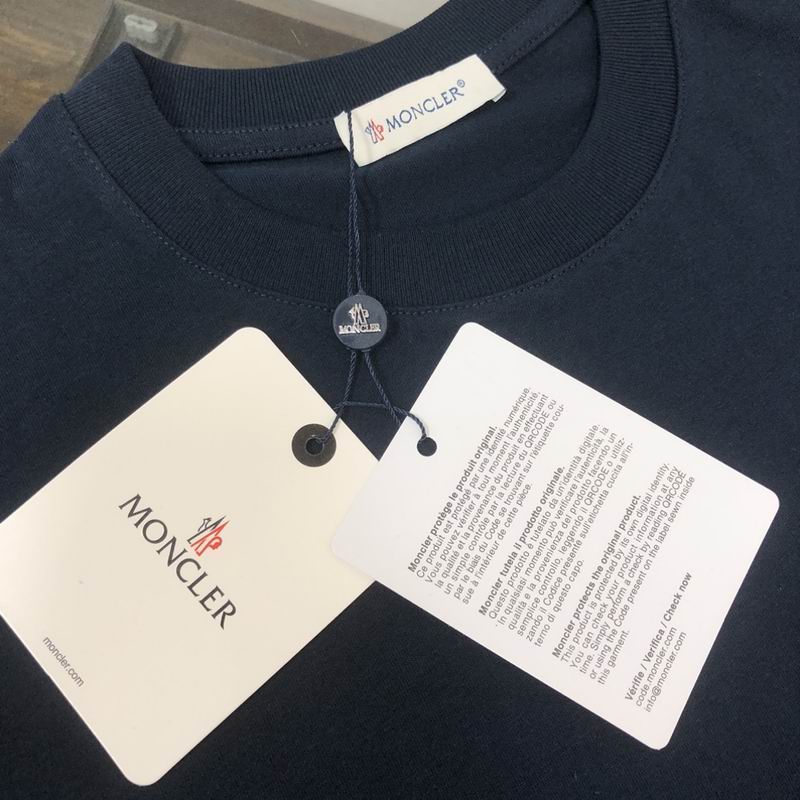 MONCLER®
MONCLER
MONCLER
moncler.com
Moncler protège le produit original.
Ce produit est protégé par une identité numérique.
Vous pouvez vérifier à tout moment l'authenticité,
la qualité et la provenance du produit en effectuant
un simple contrôle par la lecture du QRCODE ou
par le biais du Code se trouvant sur l'étiquette cou-
sue à l'intérieur de cette pièce.
Moncler tutela il prodotto originale.
Questo prodotto è tutelato da un'identità digitale,
in qualsiasi momento può verificare l'autenticità, la
qualità e la provenienza del prodotto facendo un
semplice controllo, leggendo il QRCODE o utiliz-
zando il Codice presente sull'etichetta cucita all'in-
terno di questo capo.
Moncler protects the original product.
This product is protected by its own digital identity.
You can check your product information at any
time. Simply perform a check by reading QRCODE
or using the Code present on the label sewn inside
this garment.
Vérifie / Verifica / Check now
code.moncler.com
info@moncler.com